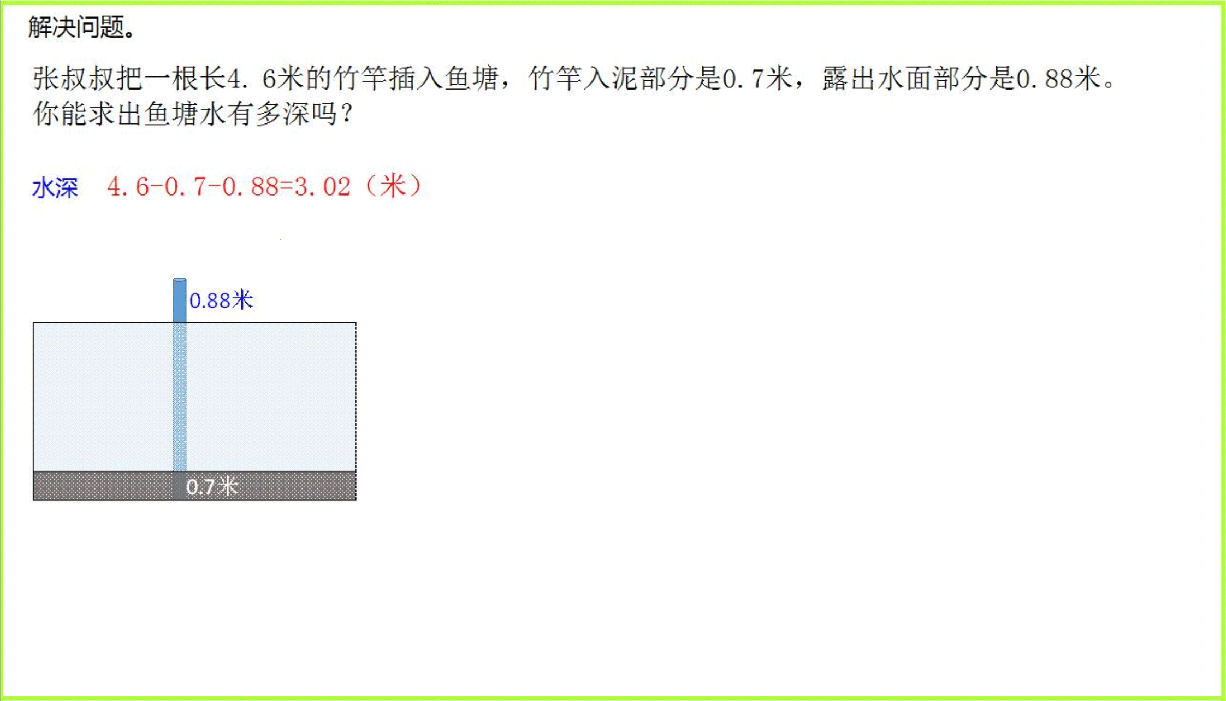 解决问题。
张叔叔把一根长4. 6米的竹竿插入鱼塘，竹竿入泥部分是0.7米，露出水面部分是0.88米。
你能求出鱼塘水有多深吗？
水深 4.6-0.7-0.88=3.02（米）
0.88米
0.7米